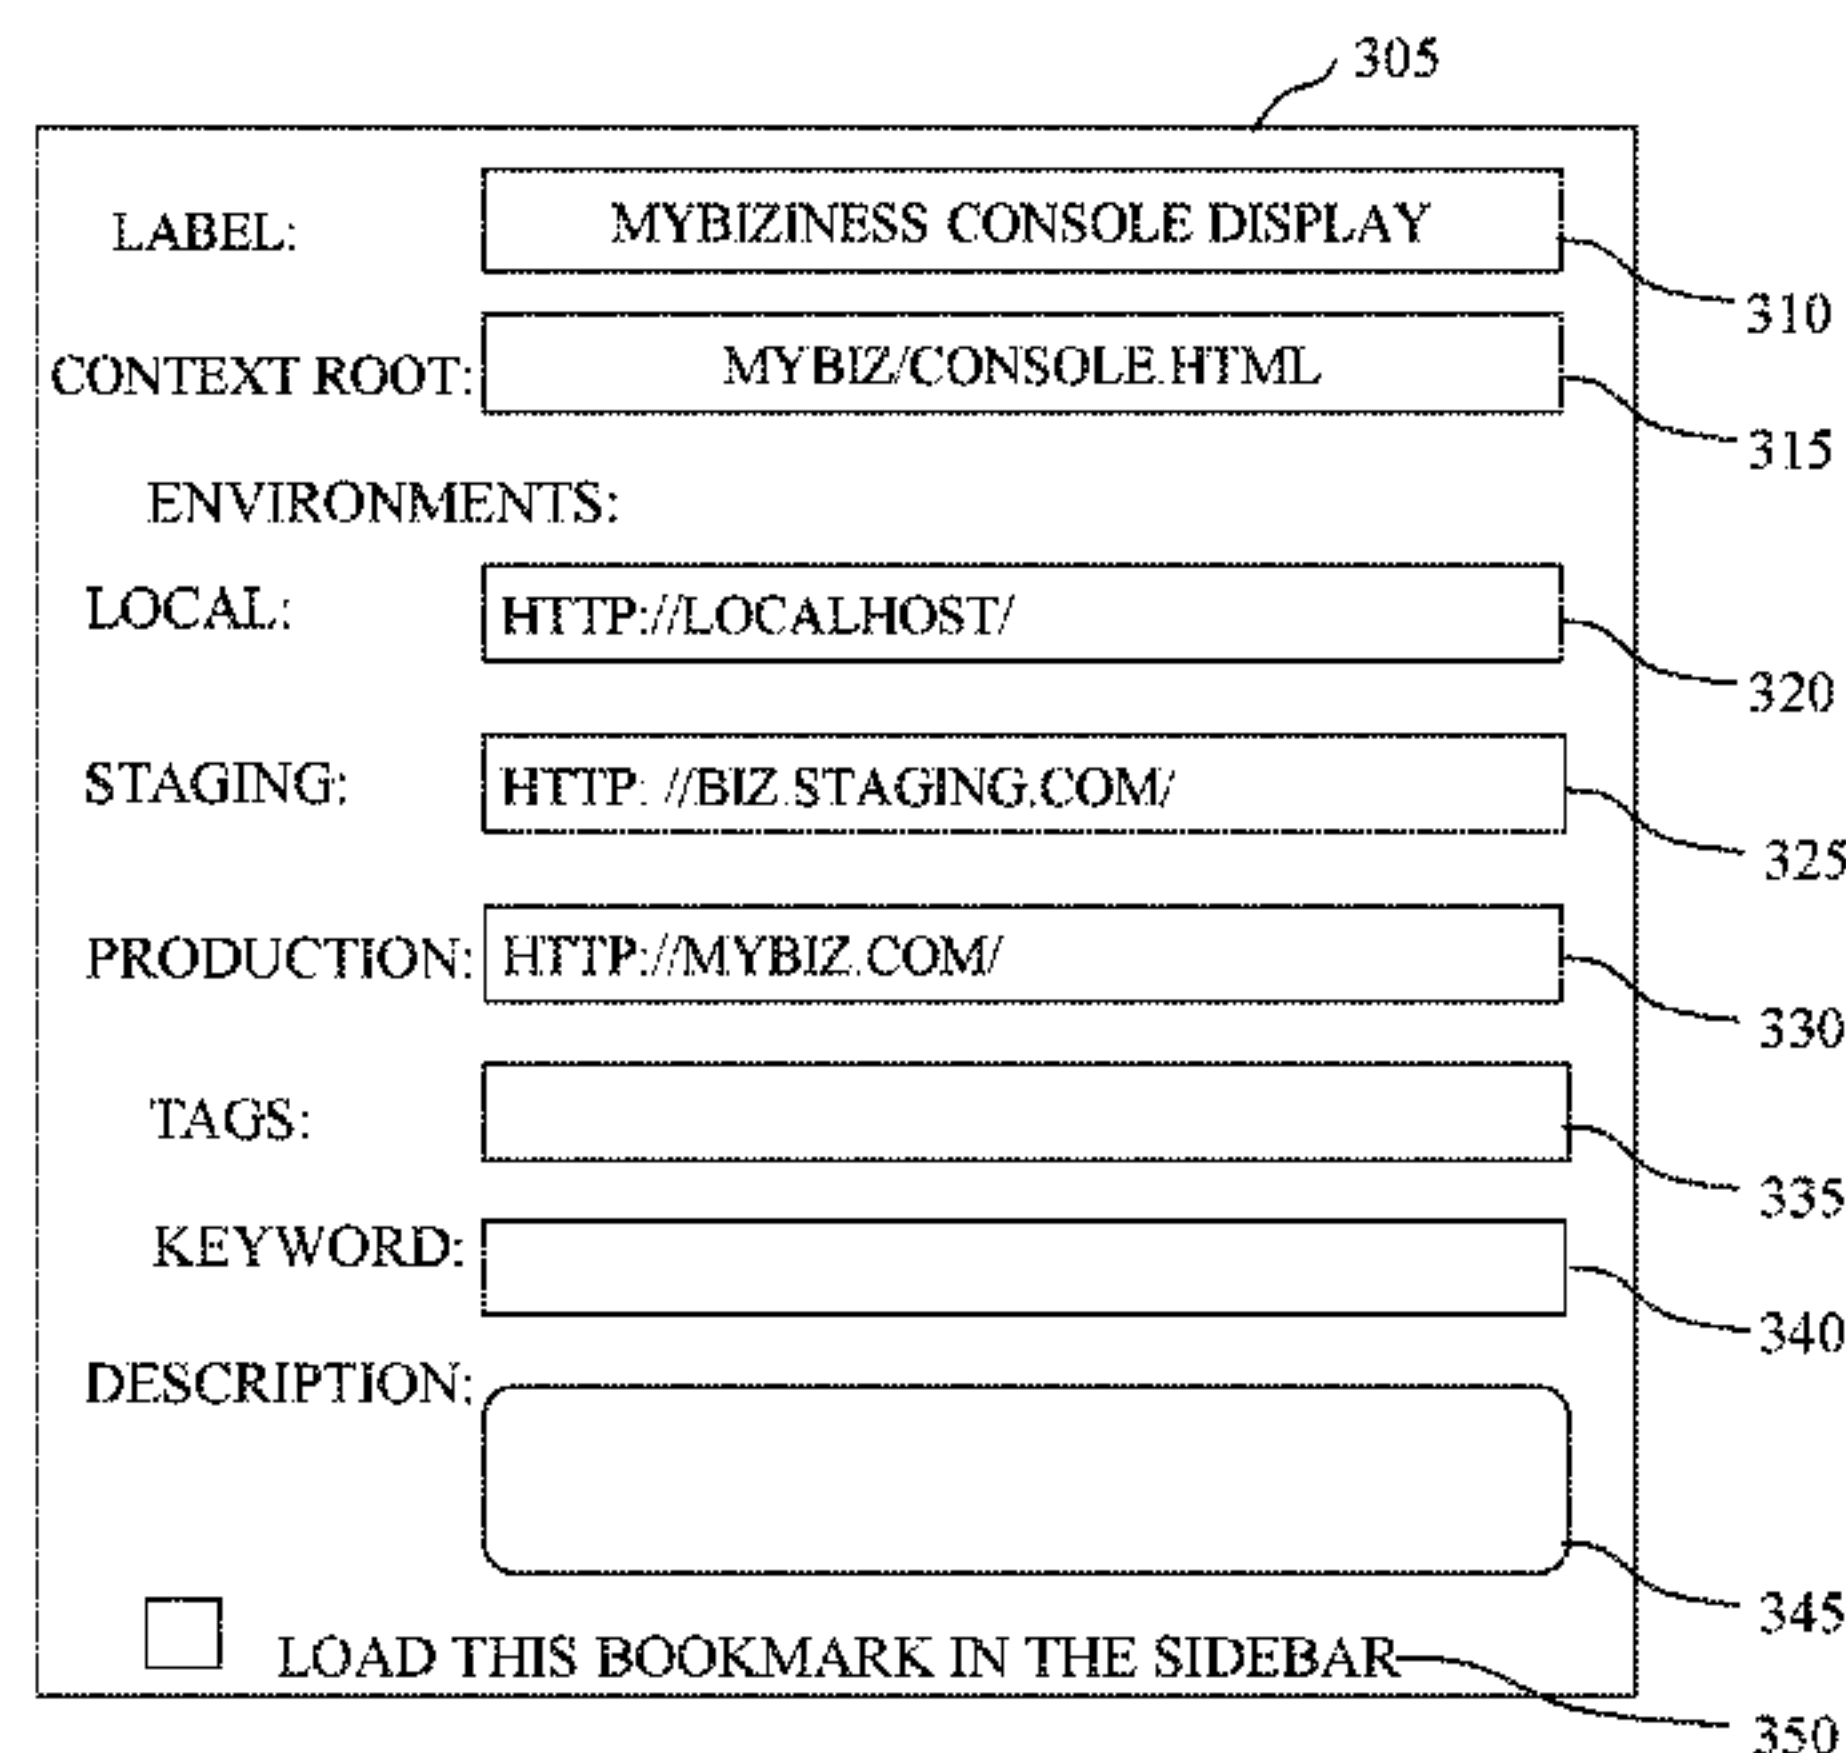 305
LABEL: MYBIZINESS CONSOLE DISPLAY
310
CONTEXT ROOT: MYBIZ/CONSOLE.HTML
315
ENVIRONMENTS:
LOCAL: HTTP://LOCALHOST/
320
STAGING: HTTP: //BIZ.STAGING.COM/
325
PRODUCTION: HTTP://MYBIZ.COM/
330
TAGS:
335
KEYWORD:
340
DESCRIPTION:
345
LOAD THIS BOOKMARK IN THE SIDEBAR
350